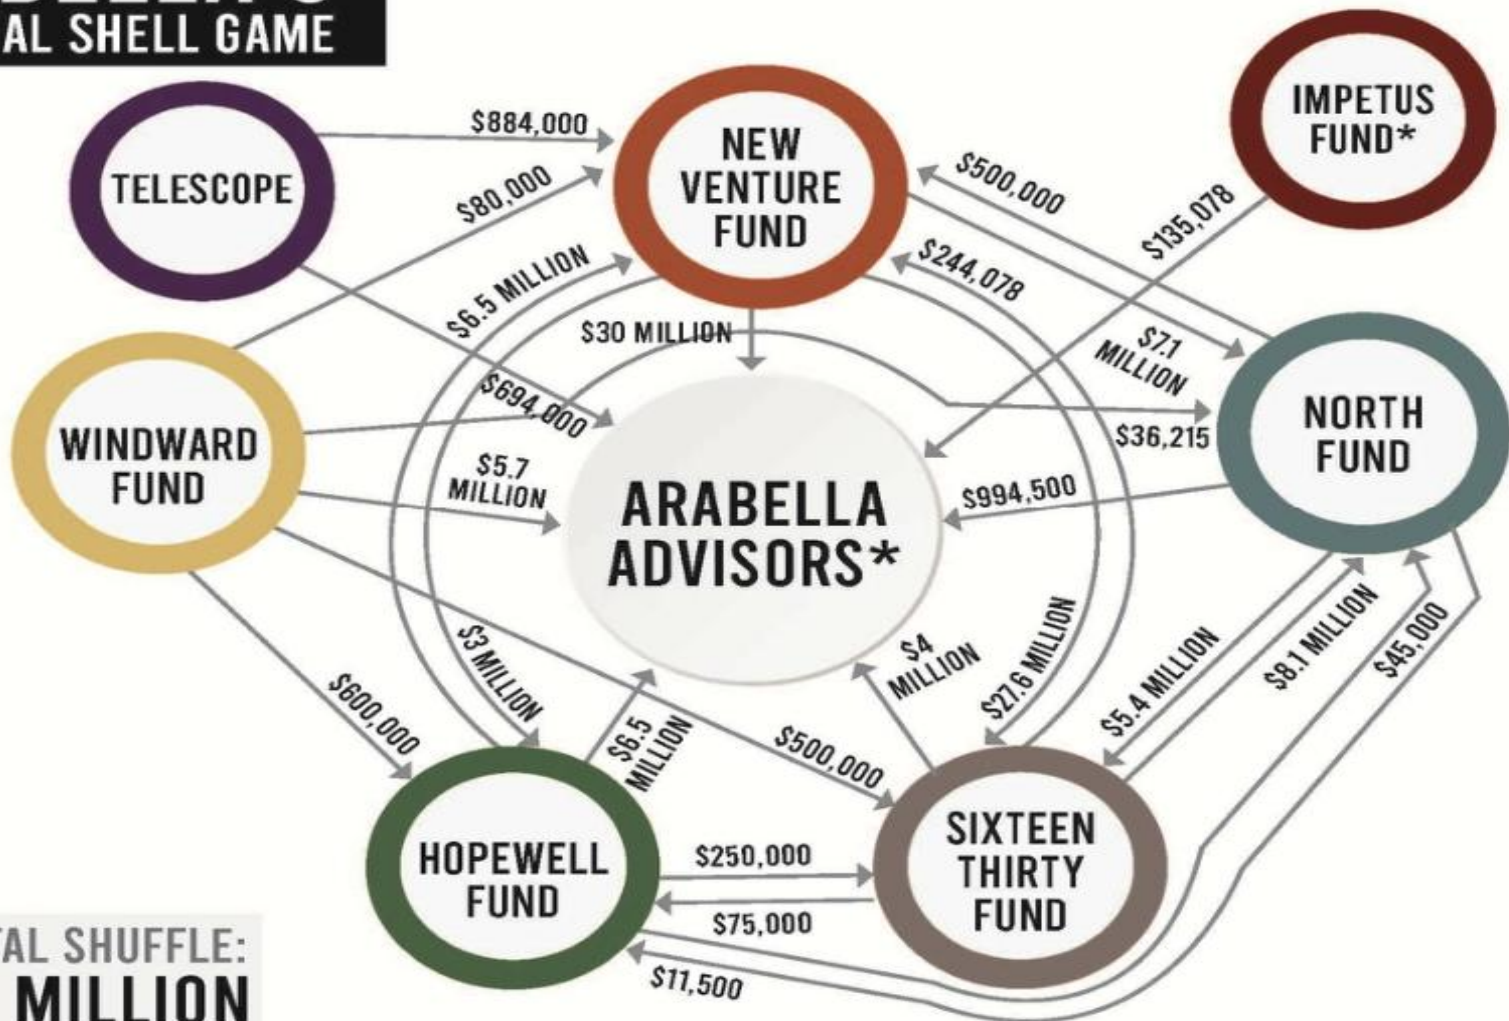 AL SHELL GAME
TELESCOPE
$884,000
NEW
VENTURE
FUND
IMPETUS
FUND*
$80,000
$500,000
$135,078
$6.5 MILLION
$244,078
$30 MILLION
$7.1
MILLION
WINDWARD
FUND
$694,000
$36,215
NORTH
FUND
$5.7
MILLION
ARABELLA
ADVISORS*
$994,500
$3 MILLION
$4
MILLION
$27.6 MILLION
$5.4 MILLION
$8.1 MILLION
$45,000
$600,000
$6.5
MILLION
$500,000
HOPEWELL
FUND
$250,000
$75,000
$11,500
SIXTEEN
THIRTY
FUND
TAL SHUFFLE:
MILLION